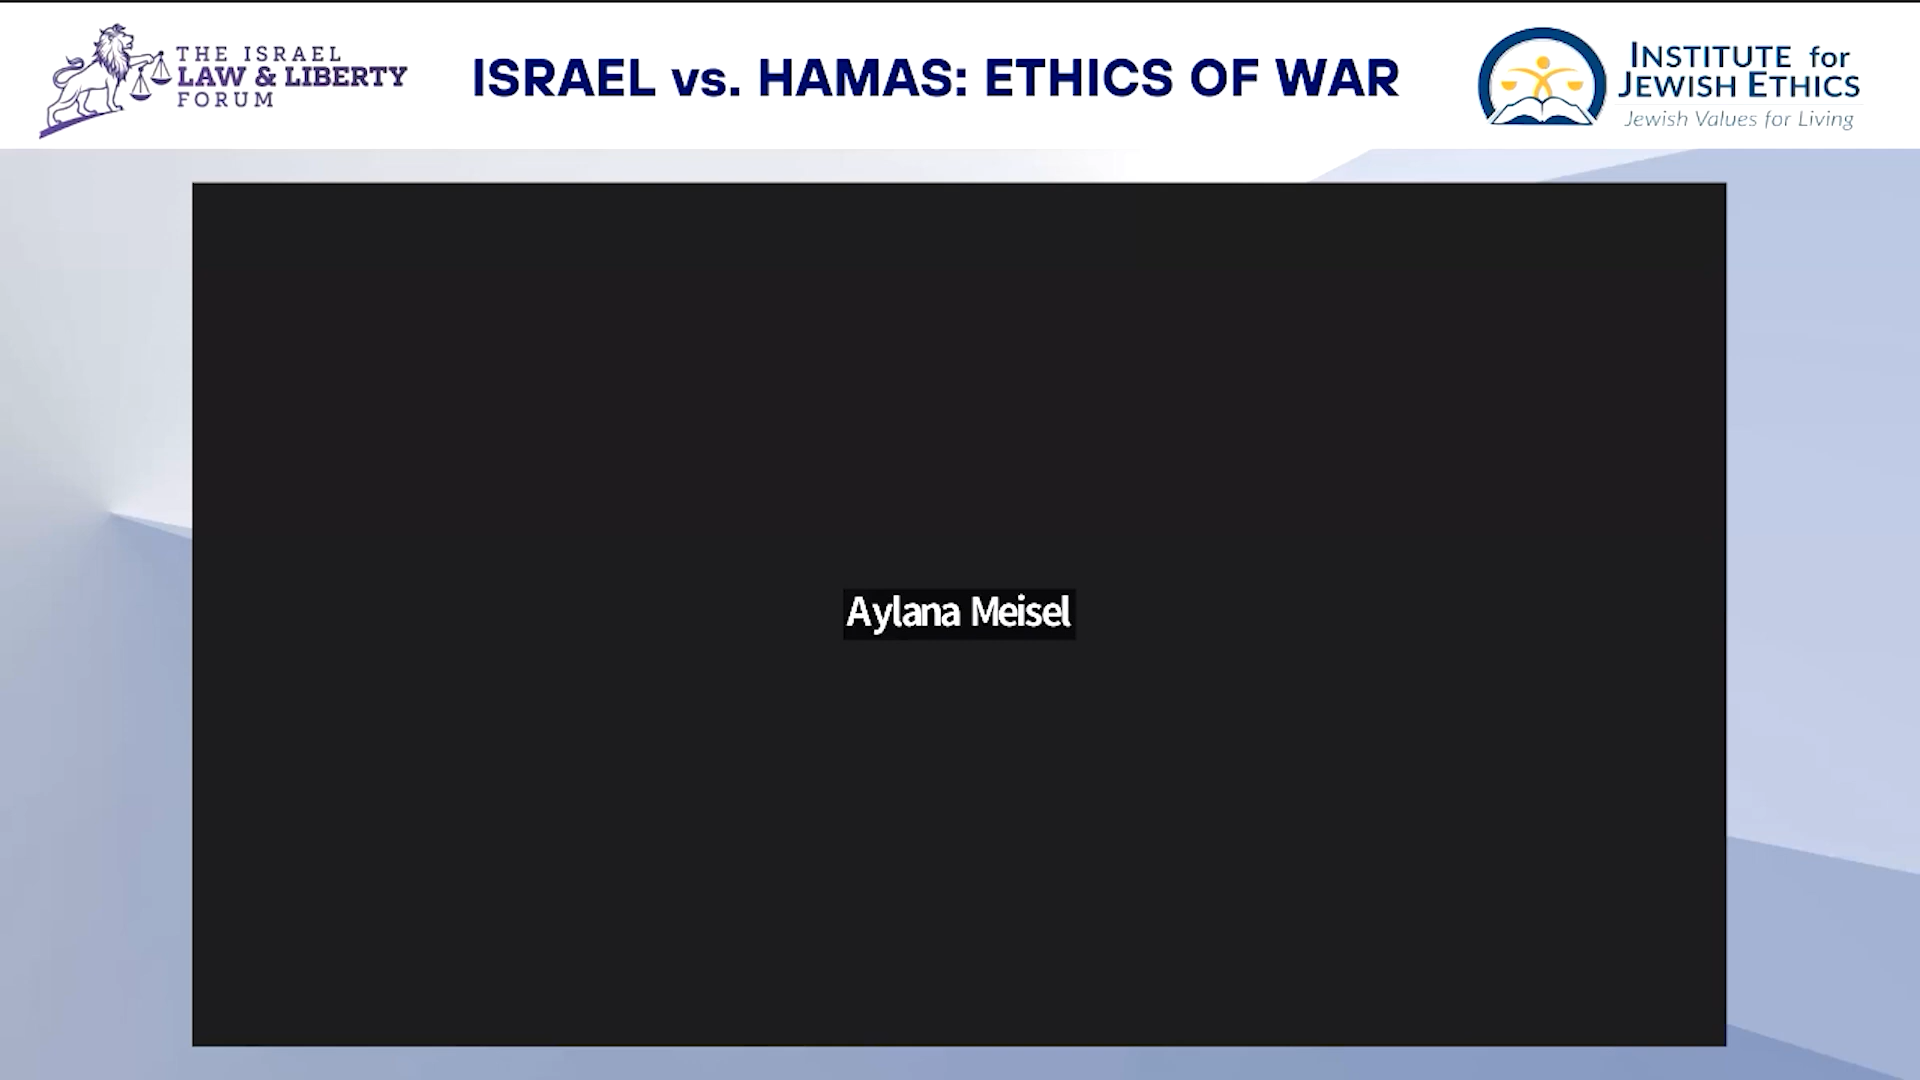 THE ISRAEL
LAW & LIBERTY
FORUM
ISRAEL vs. HAMAS: ETHICS OF WAR
INSTITUTE for
JEWISH ETHICS
Jewish Values for Living
Aylana Meisel